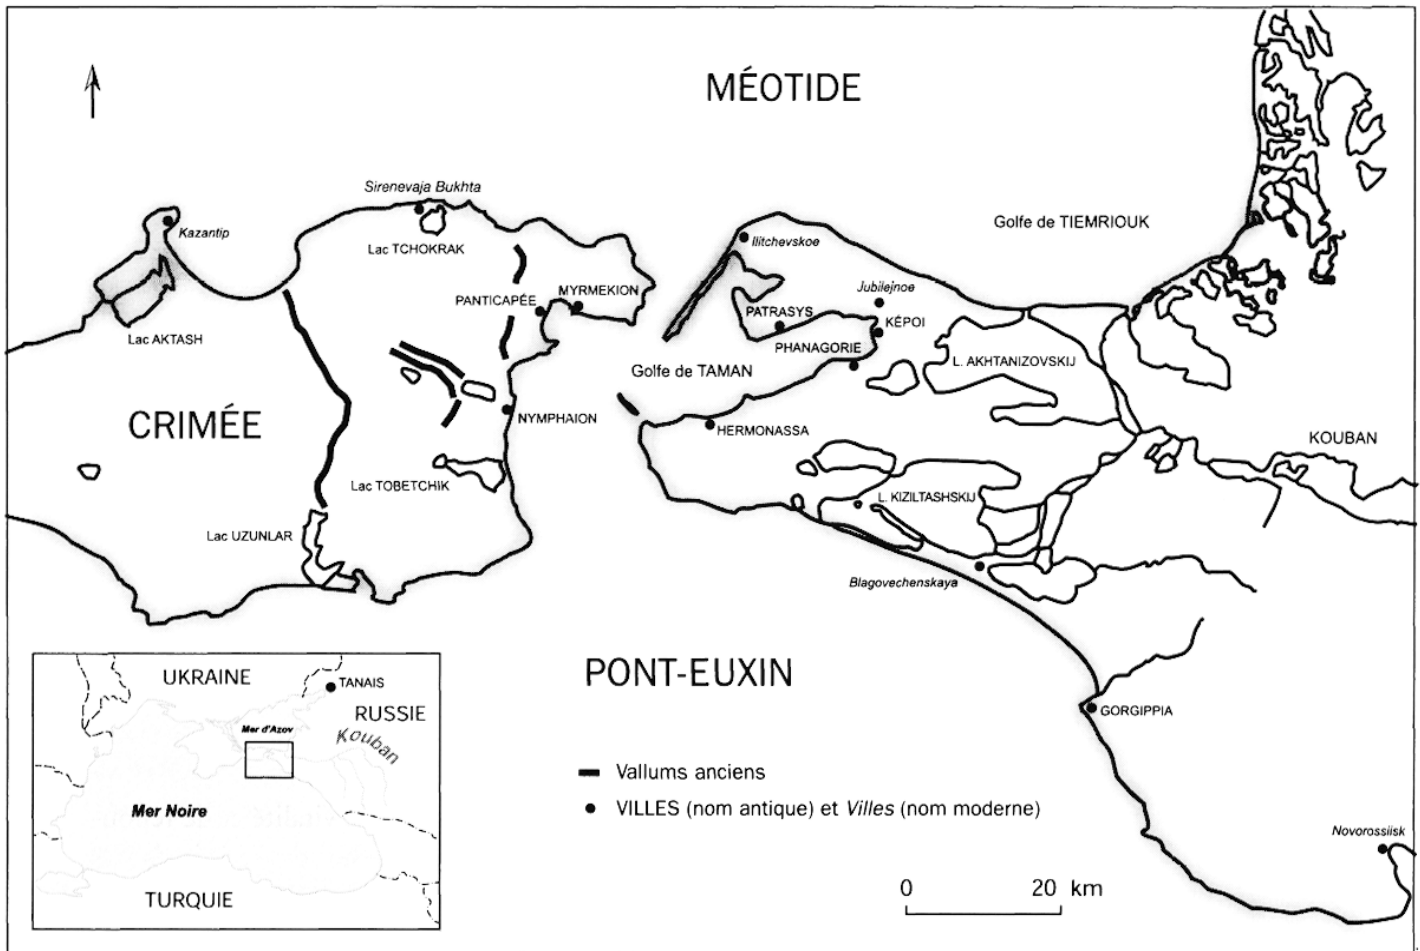 MÉOTIDE
Sirenevaja Bukhta
Kazantip
Golfe de TIEMRIOUK
Ilitchevskoe
Lac TCHOKRAK
Jubilejnoe
PANTICAPÉE
MYRMEKION
PATRASYS
KÉPOI
Lac AKTASH
PHANAGORIE
L. AKHTANIZOVSKIJ
Golfe de TAMAN
CRIMÉE
NYMPHAION
HERMONASSA
KOUBAN
Lac TOBETCHIK
L. KIZILTASHSKIJ
Lac UZUNLAR
Blagovechenskaya
PONT-EUXIN
GORGIPPIA
UKRAINE
TANAIS
RUSSIE
Mer d'Azov
Kouban
Mer Noire
TURQUIE
Vallums anciens
VILLES (nom antique) et Villes (nom moderne)
Novorossiisk
0 20 km